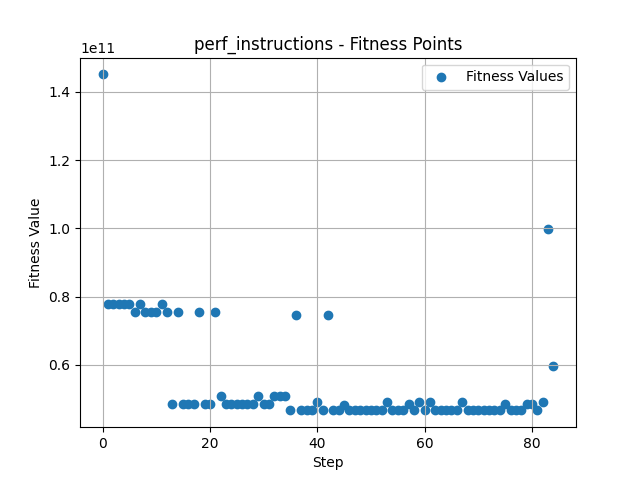 perf_instructions - Fitness Points
1e11
Fitness Values
1.4
1.2
1.0
0.8
0.6
Fitness Value
0
20
40
60
80
Step